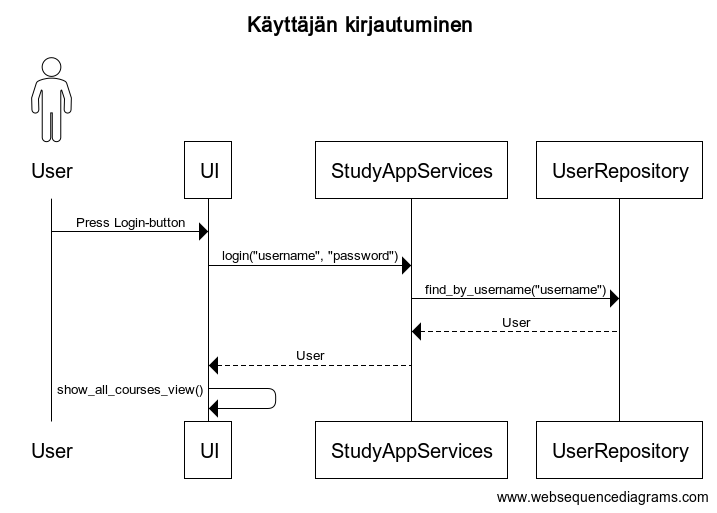 Käyttäjän kirjautuminen
User
UI
StudyAppServices
UserRepository
Press Login-button
login("username", "password")
find_by_username("username")
User
User
show_all_courses_view()
User
UI
StudyAppServices
UserRepository
www.websequencediagrams.com